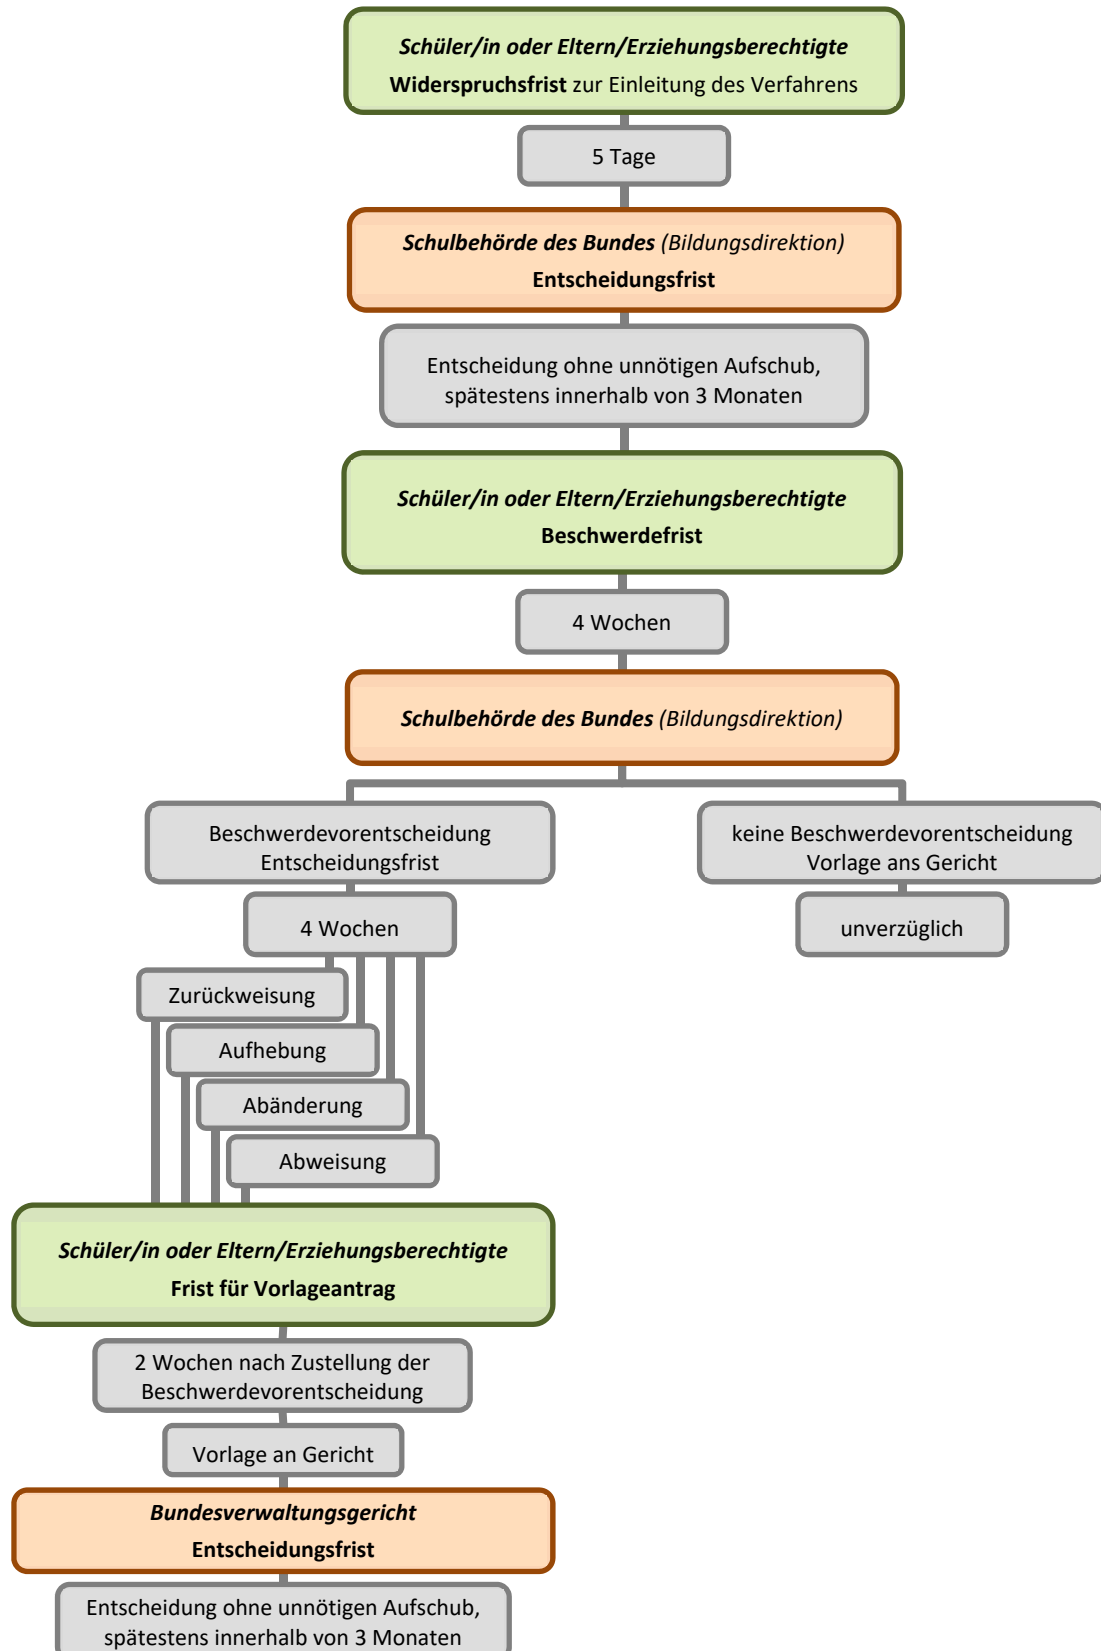 Schüler/in oder Eltern/Erziehungsberechtigte
Widerspruchsfrist zur Einleitung des Verfahrens
5 Tage
Schulbehörde des Bundes (Bildungsdirektion)
Entscheidungsfrist
Entscheidung ohne unnötigen Aufschub,
spätestens innerhalb von 3 Monaten
Schüler/in oder Eltern/Erziehungsberechtigte
Beschwerdefrist
4 Wochen
Schulbehörde des Bundes (Bildungsdirektion)
Beschwerdevorentscheidung
Entscheidungsfrist
4 Wochen
keine Beschwerdevorentscheidung
Vorlage ans Gericht
unverzüglich
Zurückweisung
Aufhebung
Abänderung
Abweisung
Schüler/in oder Eltern/Erziehungsberechtigte
Frist für Vorlageantrag
2 Wochen nach Zustellung der
Beschwerdevorentscheidung
Vorlage an Gericht
Bundesverwaltungsgericht
Entscheidungsfrist
Entscheidung ohne unnötigen Aufschub,
spätestens innerhalb von 3 Monaten